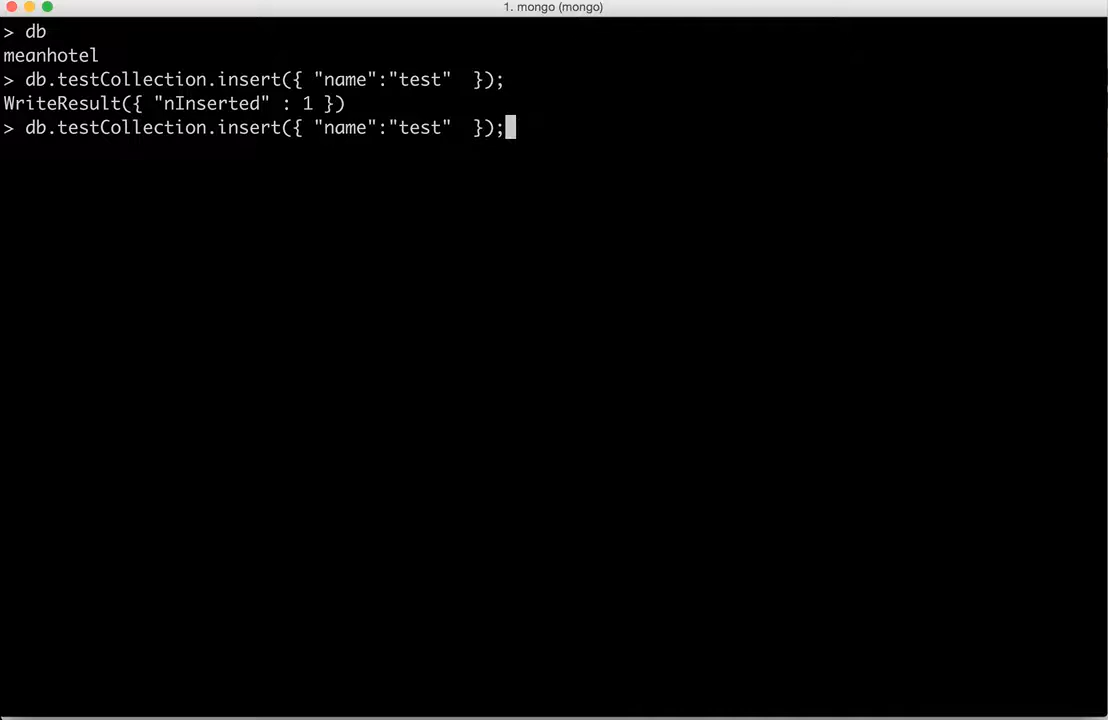 1. mongo (mongo)
> db
meanhotel
> db.testCollection.insert({ "name":"test"  });
WriteResult({ "nInserted" : 1 })
> db.testCollection.insert({ "name":"test"  });